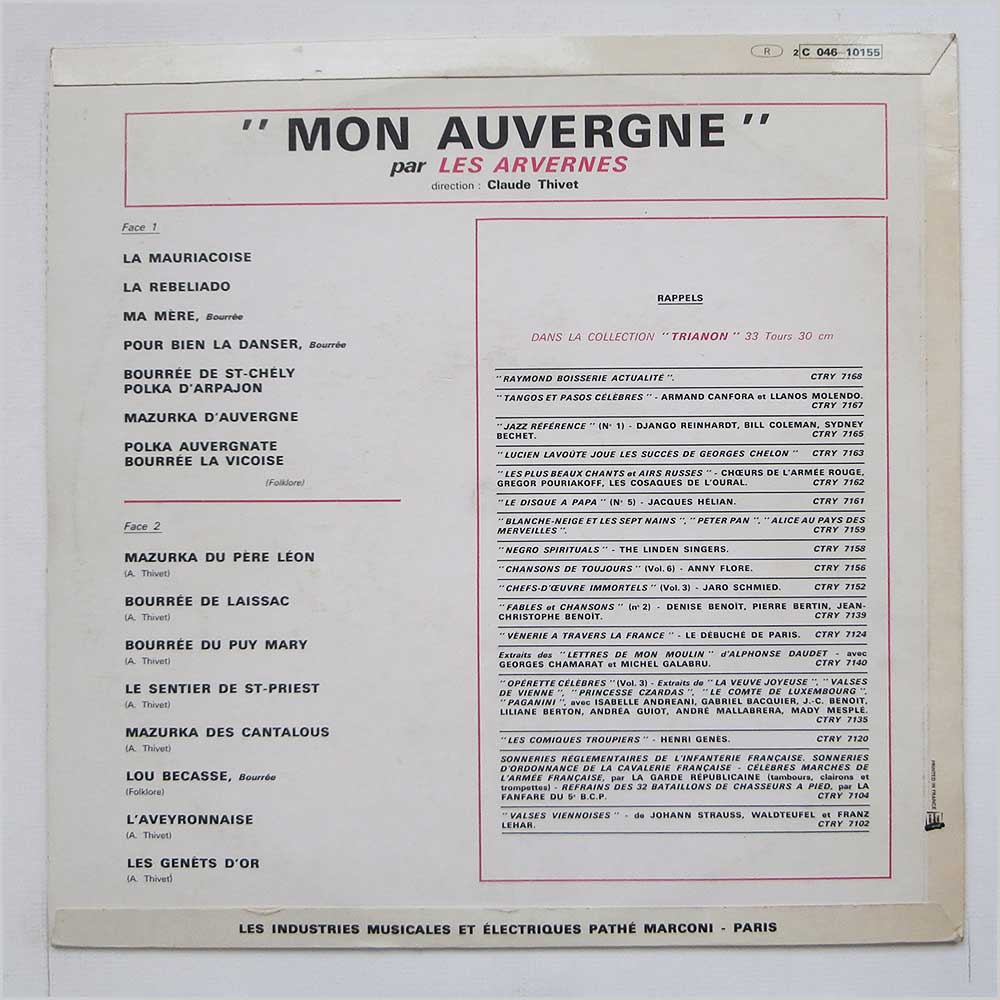 R 2 C 046-10155
" MON AUVERGNE "
par LES ARVERNES
direction : Claude Thivet
Face 1
LA MAURIACOISE
LA REBELIADO
MA MÈRE, Bourrée
POUR BIEN LA DANSER, Bourrée
BOURRÉE DE ST-CHÉLY
POLKA D'ARPAJON
MAZURKA D'AUVERGNE
POLKA AUVERGNATE
BOURRÉE LA VICOISE
(Folklore)
Face 2
MAZURKA DU PÈRE LÉON
(A. Thivet)
BOURRÉE DE LAISSAC
(A. Thivet)
BOURRÉE DU PUY MARY
(A. Thivet)
LE SENTIER DE ST-PRIEST
(A. Thivet)
MAZURKA DES CANTALOUS
(A. Thivet)
LOU BECASSE, Bourrée
(Folklore)
L'AVEYRONNAISE
(A. Thivet)
LES GENÊTS D'OR
(A. Thivet)
RAPPELS
DANS LA COLLECTION " TRIANON " 33 Tours 30 cm
" RAYMOND BOISSERIE ACTUALITÉ ". CTRY 7168
" TANGOS ET PASOS CÉLÈBRES " - ARMAND CANFORA et LLANOS MOLENDO.
CTRY 7167
" JAZZ RÉFÉRENCE " (N° 1) - DJANGO REINHARDT, BILL COLEMAN, SYDNEY
BECHET. CTRY 7165
" LUCIEN LAVOÛTE JOUE LES SUCCÈS DE GEORGES CHELON " CTRY 7163
" LES PLUS BEAUX CHANTS et AIRS RUSSES " - CHŒURS DE L'ARMÉE ROUGE,
GREGOR POURIAKOFF, LES COSAQUES DE L'OURAL. CTRY 7162
" LE DISQUE A PAPA " (N° 5) - JACQUES HÉLIAN. CTRY 7161
" BLANCHE-NEIGE ET LES SEPT NAINS ", " PETER PAN ", " ALICE AU PAYS DES
MERVEILLES ". CTRY 7159
" NEGRO SPIRITUALS " - THE LINDEN SINGERS. CTRY 7158
" CHANSONS DE TOUJOURS " (Vol. 6) - ANNY FLORE. CTRY 7156
" CHEFS-D'ŒUVRE IMMORTELS " (Vol. 3) - JARO SCHMIED. CTRY 7152
" FABLES et CHANSONS " (n° 2) - DENISE BENOÎT, PIERRE BERTIN, JEAN-
CHRISTOPHE BENOÎT. CTRY 7139
" VÉNERIE A TRAVERS LA FRANCE " - LE DÉBUCHÉ DE PARIS. CTRY 7124
Extraits des " LETTRES DE MON MOULIN " d'ALPHONSE DAUDET - avec
GEORGES CHAMARAT et MICHEL GALABRU. CTRY 7140
" OPÉRETTE CÉLÈBRES " (Vol. 3) - Extraits de " LA VEUVE JOYEUSE ", " VALSES
DE VIENNE ", " PRINCESSE CZARDAS ", " LE COMTE DE LUXEMBOURG ",
" PAGANINI ", avec ISABELLE ANDREANI, GABRIEL BACQUIER, J.-C. BENOIT,
LILIANE BERTON, ANDRÉA GUIOT, ANDRÉ MALLABRERA, MADY MESPLÉ.
CTRY 7135
" LES COMIQUES TROUPIERS " - HENRI GENÈS. CTRY 7120
SONNERIES RÉGLEMENTAIRES DE L'INFANTERIE FRANÇAISE. SONNERIES
D'ORDONNANCE DE LA CAVALERIE FRANÇAISE - CÉLÈBRES MARCHES DE
L'ARMÉE FRANÇAISE, par LA GARDE RÉPUBLICAINE (tambours, clairons et
trompettes) - REFRAINS DES 32 BATAILLONS DE CHASSEURS A PIED, par LA
FANFARE DU 5e B.C.P. CTRY 7104
" VALSES VIENNOISES " - de JOHANN STRAUSS, WALDTEUFEL et FRANZ
LEHAR. CTRY 7102
PRINTED IN FRANCE
LES INDUSTRIES MUSICALES ET ÉLECTRIQUES PATHÉ MARCONI - PARIS